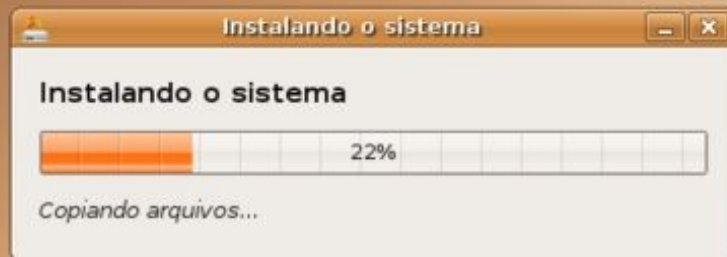 Instalando o sistema
Instalando o sistema
22%
Copiando arquivos...